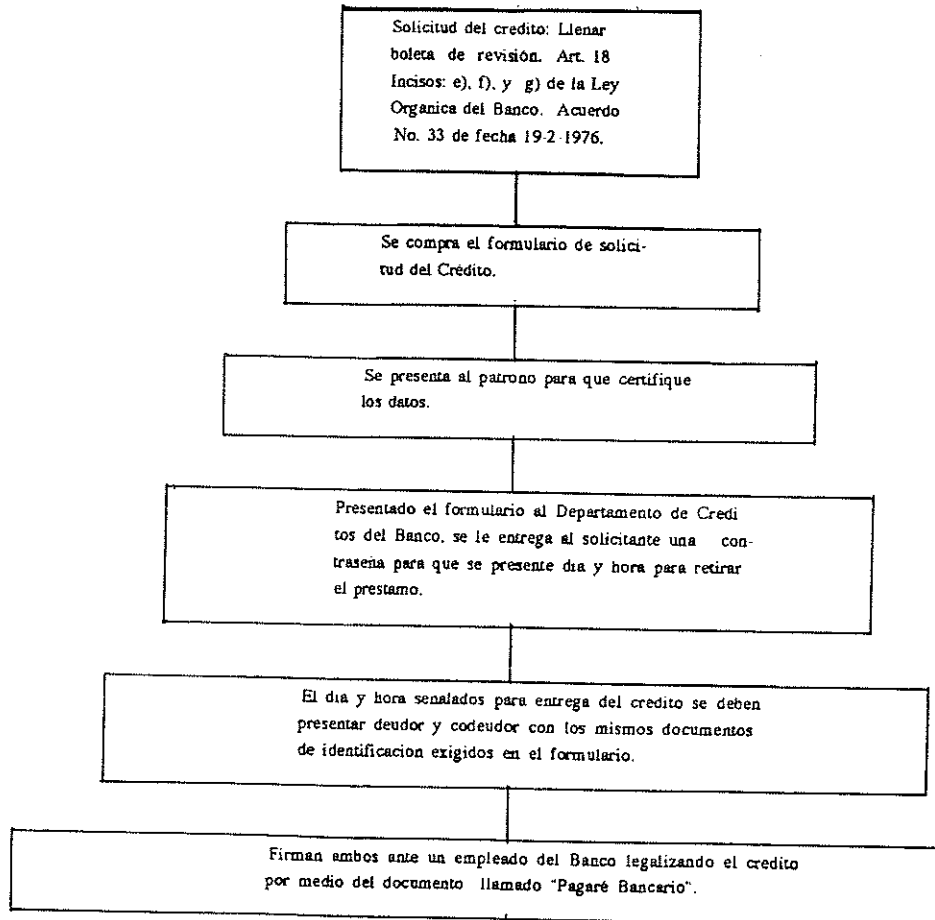 Solicitud del credito: Llenar
boleta de revisión. Art. 18
Incisos: e), f), y g) de la Ley
Organica del Banco. Acuerdo
No. 33 de fecha 19-2-1976.
Se compra el formulario de solici-
tud del Crédito.
Se presenta al patrono para que certifique
los datos.
Presentado el formulario al Departamento de Credi
tos del Banco, se le entrega al solicitante una con-
traseña para que se presente dia y hora para retirar
el prestamo.
El dia y hora senalados para entrega del credito se deben
presentar deudor y codeudor con los mismos documentos
de identificacion exigidos en el formulario.
Firman ambos ante un empleado del Banco legalizando el credito
por medio del documento llamado "Pagaré Bancario".